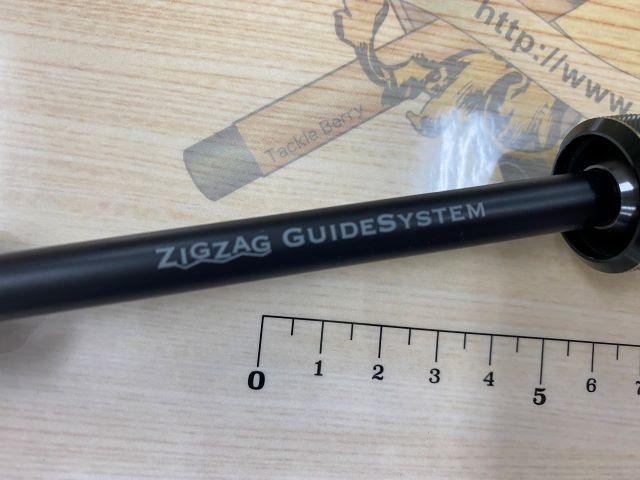 http://www.
Tackle Berry
ZIGZAG GUIDESYSTEM
0 1 2 3 4 5 6 7